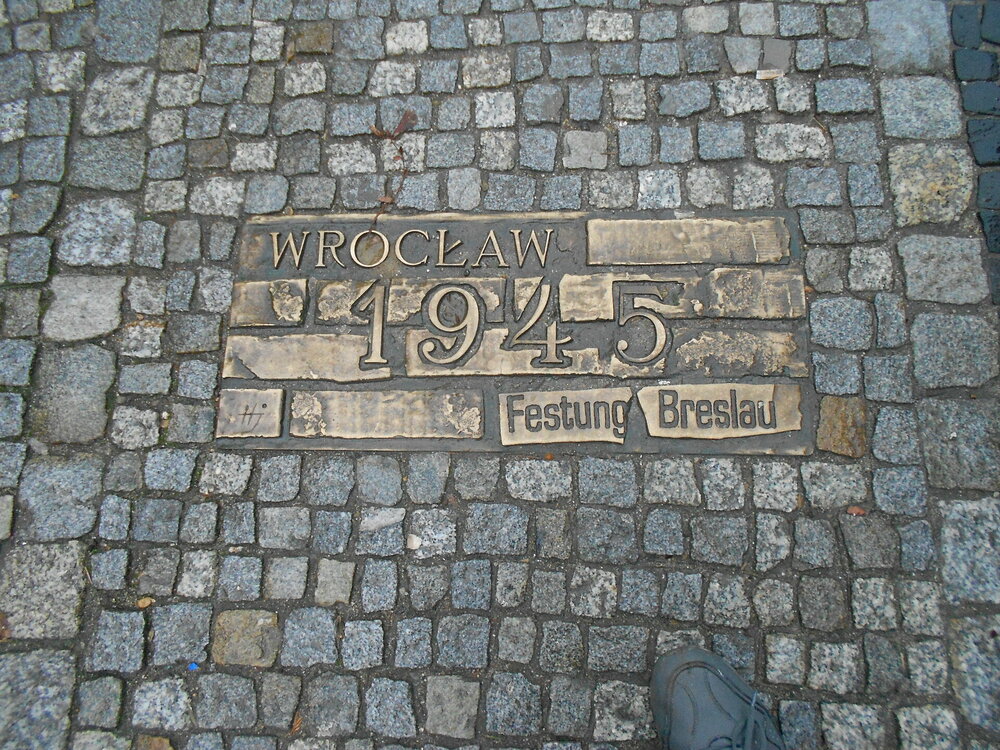 WROCŁAW
1945
Festung Breslau